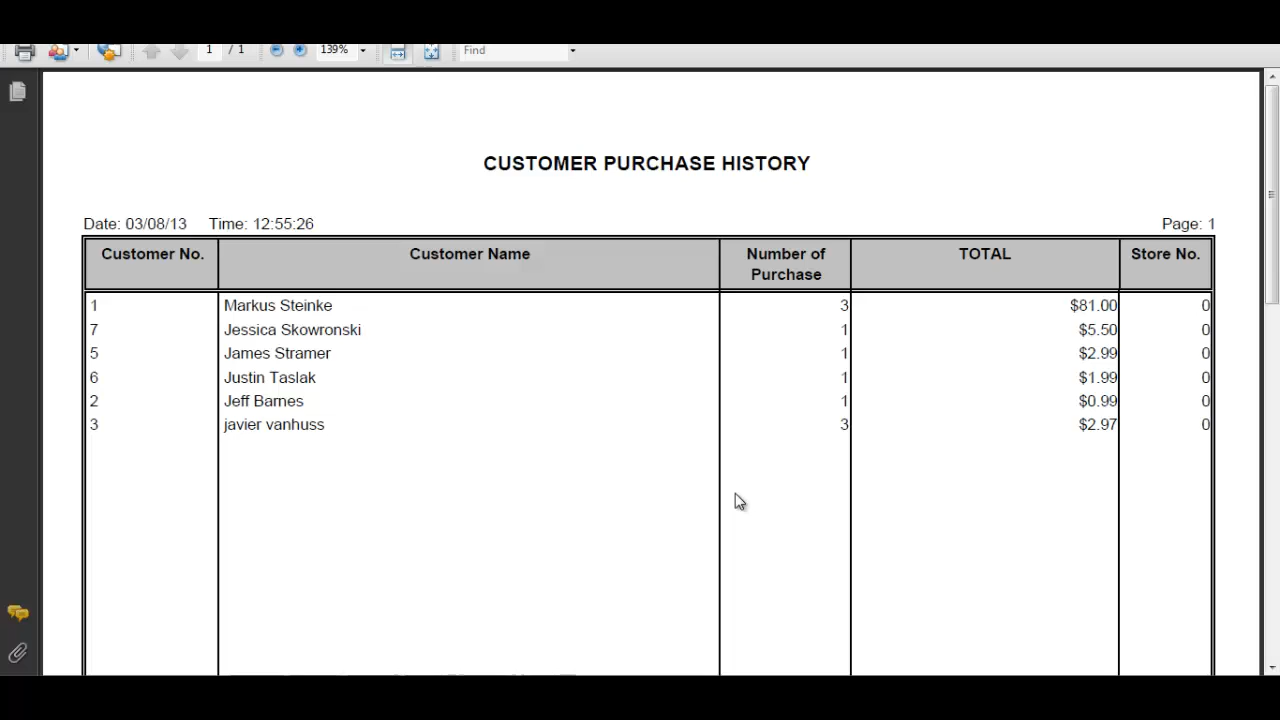 1 / 1 139% Find
CUSTOMER PURCHASE HISTORY
Date: 03/08/13 Time: 12:55:26 Page: 1
Customer No. Customer Name Number of Purchase TOTAL Store No.
1 Markus Steinke 3 $81.00 0
7 Jessica Skowronski 1 $5.50 0
5 James Stramer 1 $2.99 0
6 Justin Taslak 1 $1.99 0
2 Jeff Barnes 1 $0.99 0
3 javier vanhuss 3 $2.97 0